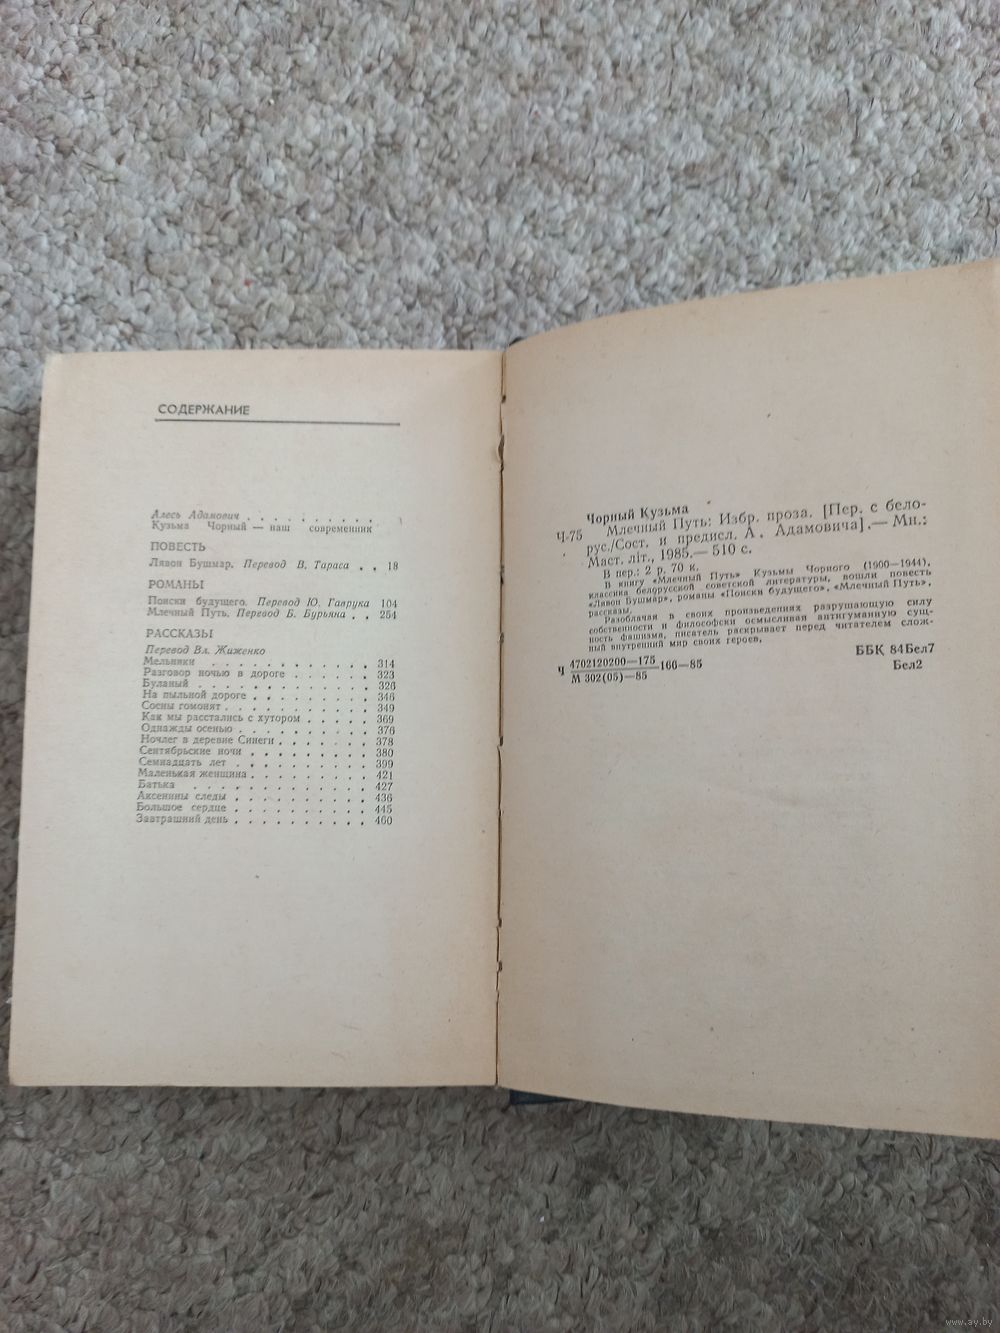 СОДЕРЖАНИЕ
Алесь Адамович . . . . . . . . . .
Кузьма Чорный — наш современник
ПОВЕСТЬ
Лявон Бушмар. Перевод В. Тараса . . 18
РОМАНЫ
Поиски будущего. Перевод Ю. Гаврука 104
Млечный Путь. Перевод Б. Бурьяна . . 254
РАССКАЗЫ
Перевод Вл. Жиженко
Мельники . . . . . . . . . . 314
Разговор ночью в дороге . . . . . . 323
Буланый . . . . . . . . . . . 326
На пыльной дороге . . . . . . . . 346
Сосны гомонят . . . . . . . . . . 349
Как мы расстались с хутором . . . . . 369
Однажды осенью . . . . . . . . . 376
Ночлег в деревне Синеги . . . . . . 378
Сентябрьские ночи . . . . . . . . 380
Семнадцать лет . . . . . . . . . 399
Маленькая женщина . . . . . . . . 421
Батька . . . . . . . . . . . 427
Аксенины следы . . . . . . . . . 436
Большое сердце . . . . . . . . . 445
Завтрашний день . . . . . . . . . 460
Чорный Кузьма
Ч-75 Млечный Путь: Избр. проза. [Пер. с бело-
рус./Сост. и предисл. А. Адамовича].— Мн.:
Маст. літ., 1985.— 510 с.
В пер.: 2 р. 70 к.
В книгу «Млечный Путь» Кузьмы Чорного (1900—1944),
классика белорусской советской литературы, вошли повесть
«Лявон Бушмар», романы «Поиски будущего», «Млечный Путь»,
рассказы.
Разоблачая в своих произведениях разрушающую силу
собственности и философски осмысливая антигуманную сущ-
ность фашизма, писатель раскрывает перед читателем слож-
ный внутренний мир своих героев.
Ч 4702120200—175 160—85
М 302(05)—85
ББК 84Бел7
Бел2
www.ay.by